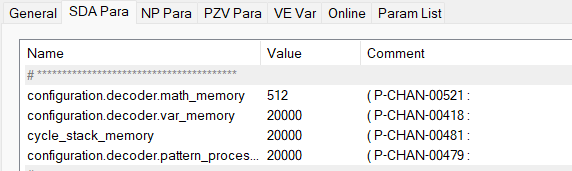 General SDA Para NP Para PZV Para VE Var Online Param List
Name Value Comment
# ****************************************
configuration.decoder.math_memory 512 ( P-CHAN-00521 :
configuration.decoder.var_memory 20000 ( P-CHAN-00418 :
cycle_stack_memory 20000 ( P-CHAN-00481 :
configuration.decoder.pattern_proces... 20000 ( P-CHAN-00479 :